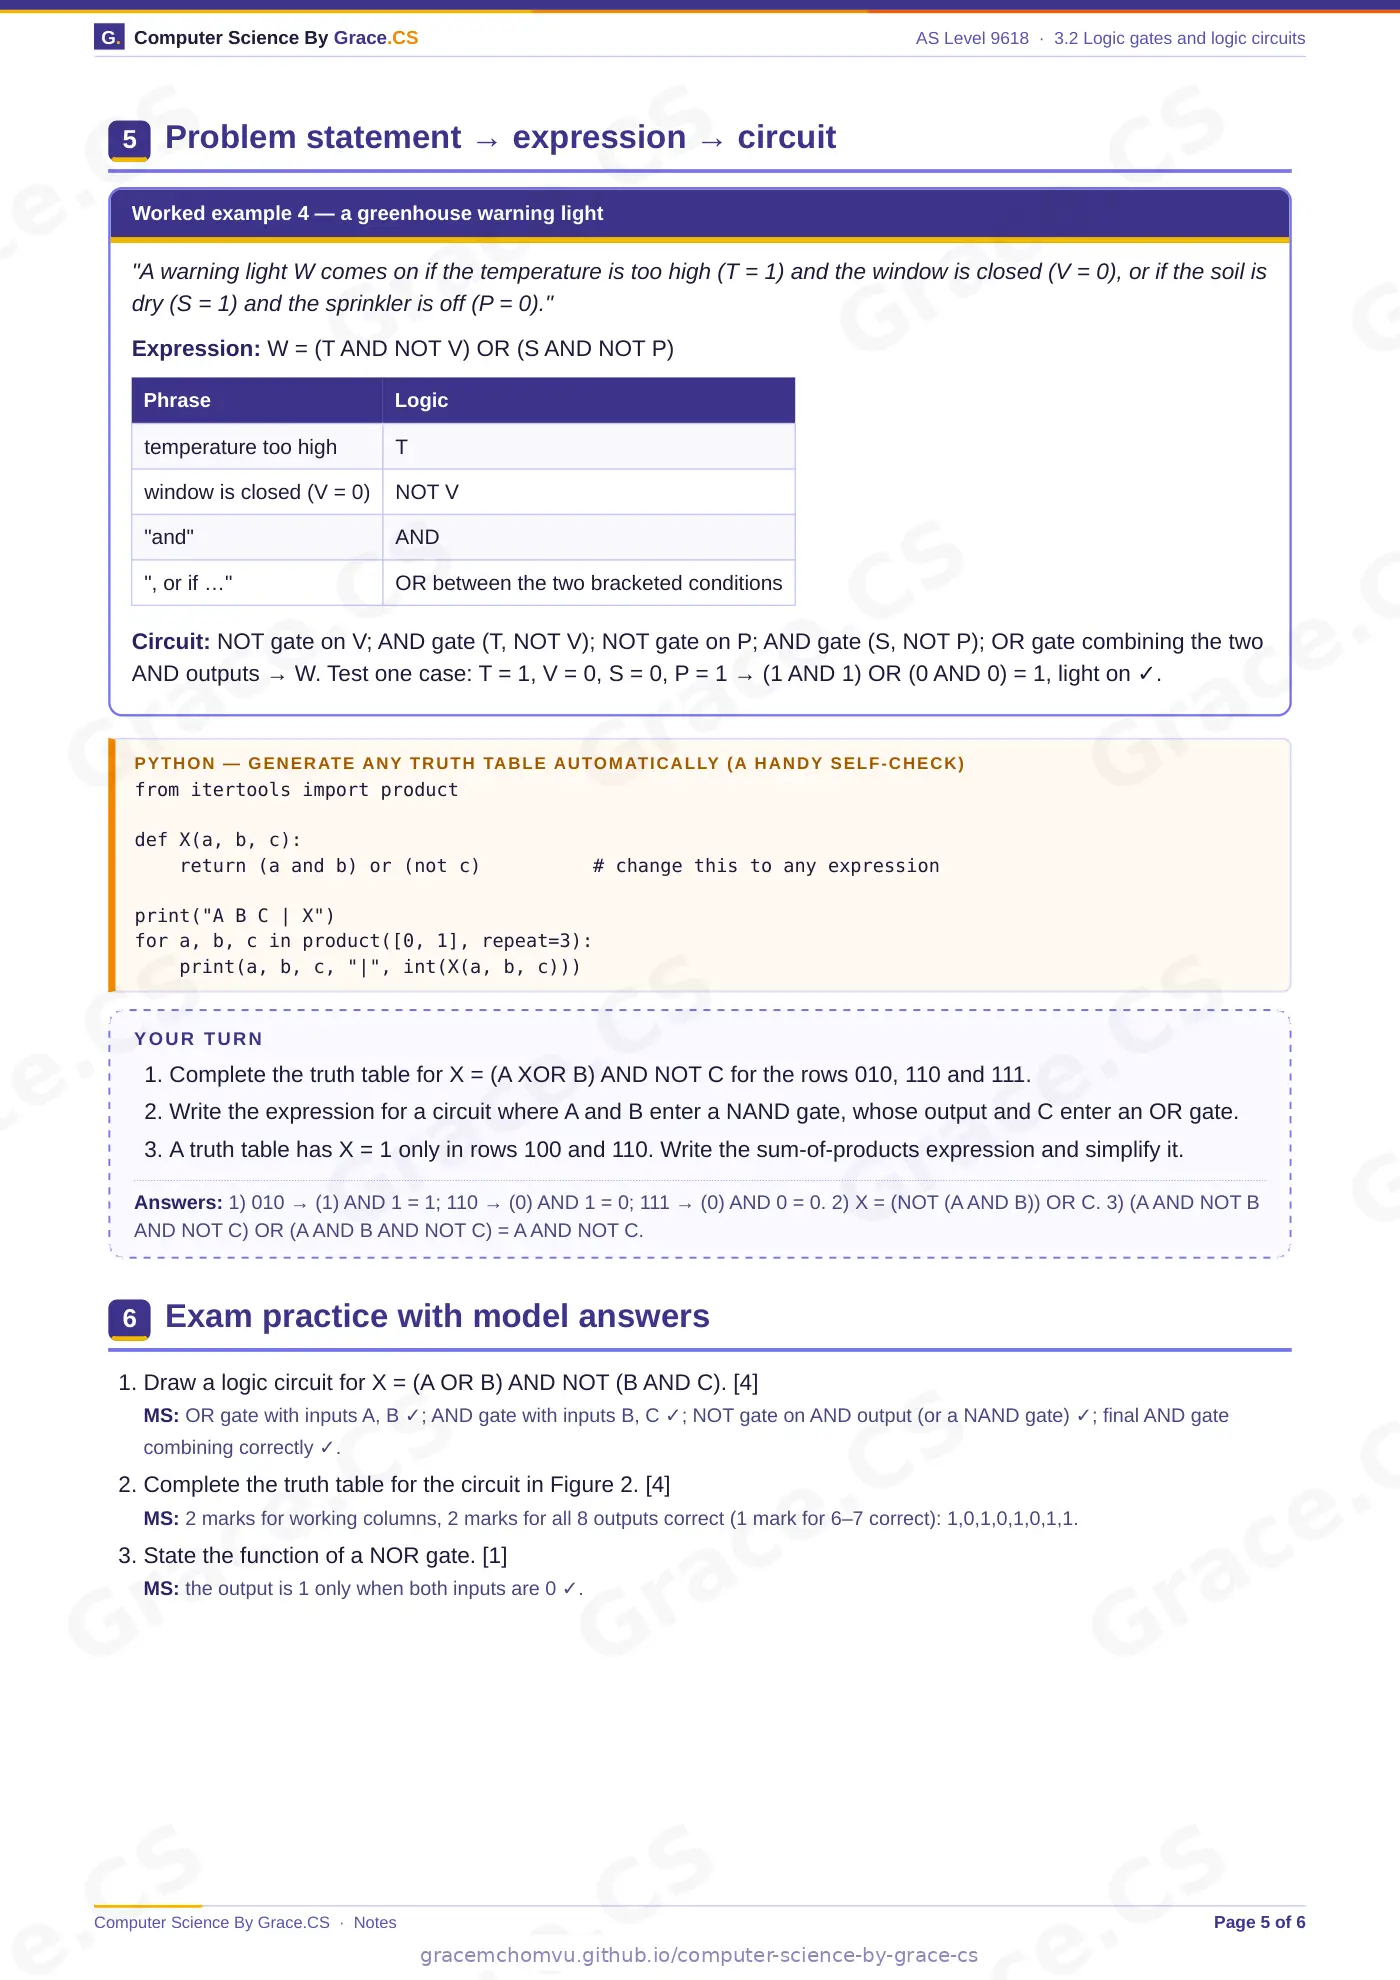 G. Computer Science By Grace.CS
AS Level 9618 · 3.2 Logic gates and logic circuits
5 Problem statement → expression → circuit
Worked example 4 — a greenhouse warning light
"A warning light W comes on if the temperature is too high (T = 1) and the window is closed (V = 0), or if the soil is
dry (S = 1) and the sprinkler is off (P = 0)."
Expression: W = (T AND NOT V) OR (S AND NOT P)
Phrase Logic
temperature too high T
window is closed (V = 0) NOT V
"and" AND
", or if …" OR between the two bracketed conditions
Circuit: NOT gate on V; AND gate (T, NOT V); NOT gate on P; AND gate (S, NOT P); OR gate combining the two
AND outputs → W. Test one case: T = 1, V = 0, S = 0, P = 1 → (1 AND 1) OR (0 AND 0) = 1, light on ✓.
PYTHON — GENERATE ANY TRUTH TABLE AUTOMATICALLY (A HANDY SELF-CHECK)
from itertools import product
def X(a, b, c):
    return (a and b) or (not c)          # change this to any expression
print("A B C | X")
for a, b, c in product([0, 1], repeat=3):
    print(a, b, c, "|", int(X(a, b, c)))
YOUR TURN
1. Complete the truth table for X = (A XOR B) AND NOT C for the rows 010, 110 and 111.
2. Write the expression for a circuit where A and B enter a NAND gate, whose output and C enter an OR gate.
3. A truth table has X = 1 only in rows 100 and 110. Write the sum-of-products expression and simplify it.
Answers: 1) 010 → (1) AND 1 = 1; 110 → (0) AND 1 = 0; 111 → (0) AND 0 = 0. 2) X = (NOT (A AND B)) OR C. 3) (A AND NOT B
AND NOT C) OR (A AND B AND NOT C) = A AND NOT C.
6 Exam practice with model answers
1. Draw a logic circuit for X = (A OR B) AND NOT (B AND C). [4]
MS: OR gate with inputs A, B ✓; AND gate with inputs B, C ✓; NOT gate on AND output (or a NAND gate) ✓; final AND gate
combining correctly ✓.
2. Complete the truth table for the circuit in Figure 2. [4]
MS: 2 marks for working columns, 2 marks for all 8 outputs correct (1 mark for 6–7 correct): 1,0,1,0,1,0,1,1.
3. State the function of a NOR gate. [1]
MS: the output is 1 only when both inputs are 0 ✓.
Computer Science By Grace.CS · Notes
Page 5 of 6
gracemchomvu.github.io/computer-science-by-grace-cs